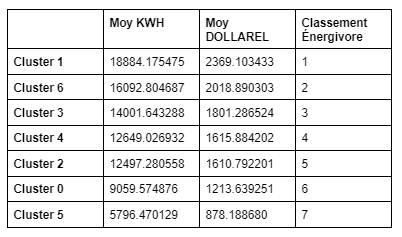 Moy KWH Moy DOLLAREL Classement Énergivore
Cluster 1 18884.175475 2369.103433 1
Cluster 6 16092.804687 2018.890303 2
Cluster 3 14001.643288 1801.286524 3
Cluster 4 12649.026932 1615.884202 4
Cluster 2 12497.280558 1610.792201 5
Cluster 0 9059.574876 1213.639251 6
Cluster 5 5796.470129 878.188680 7